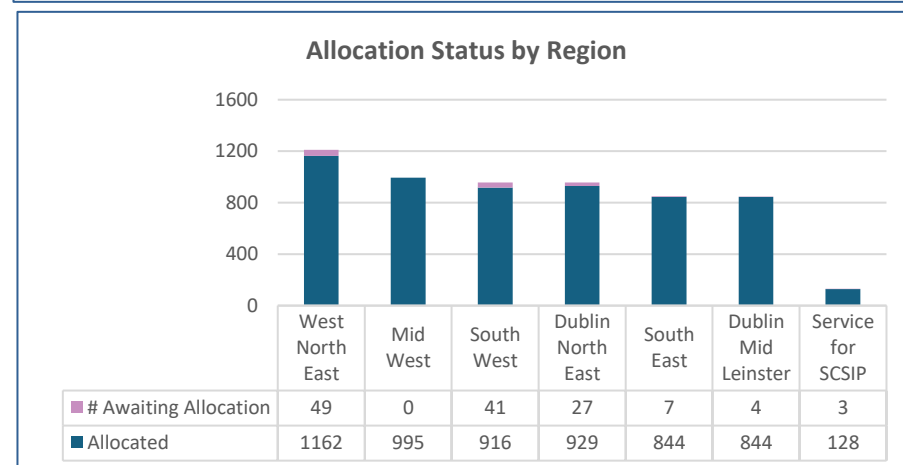 Allocation Status by Region
1600
1200
800
400
0
West North East Mid West South West Dublin North East South East Dublin Mid Leinster Service for SCSIP
# Awaiting Allocation 49 0 41 27 7 4 3
Allocated 1162 995 916 929 844 844 128